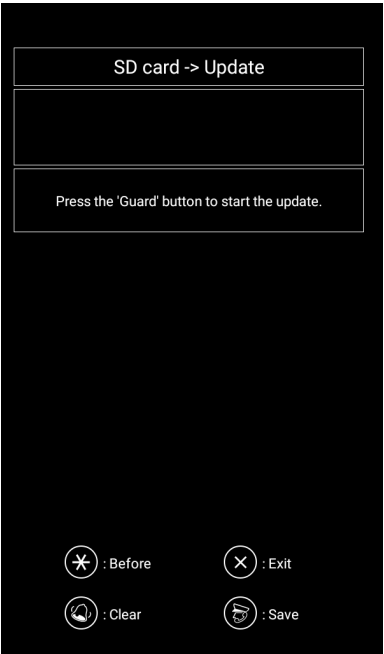 SD card -> Update
Press the 'Guard' button to start the update.
: Before
: Exit
: Clear
: Save